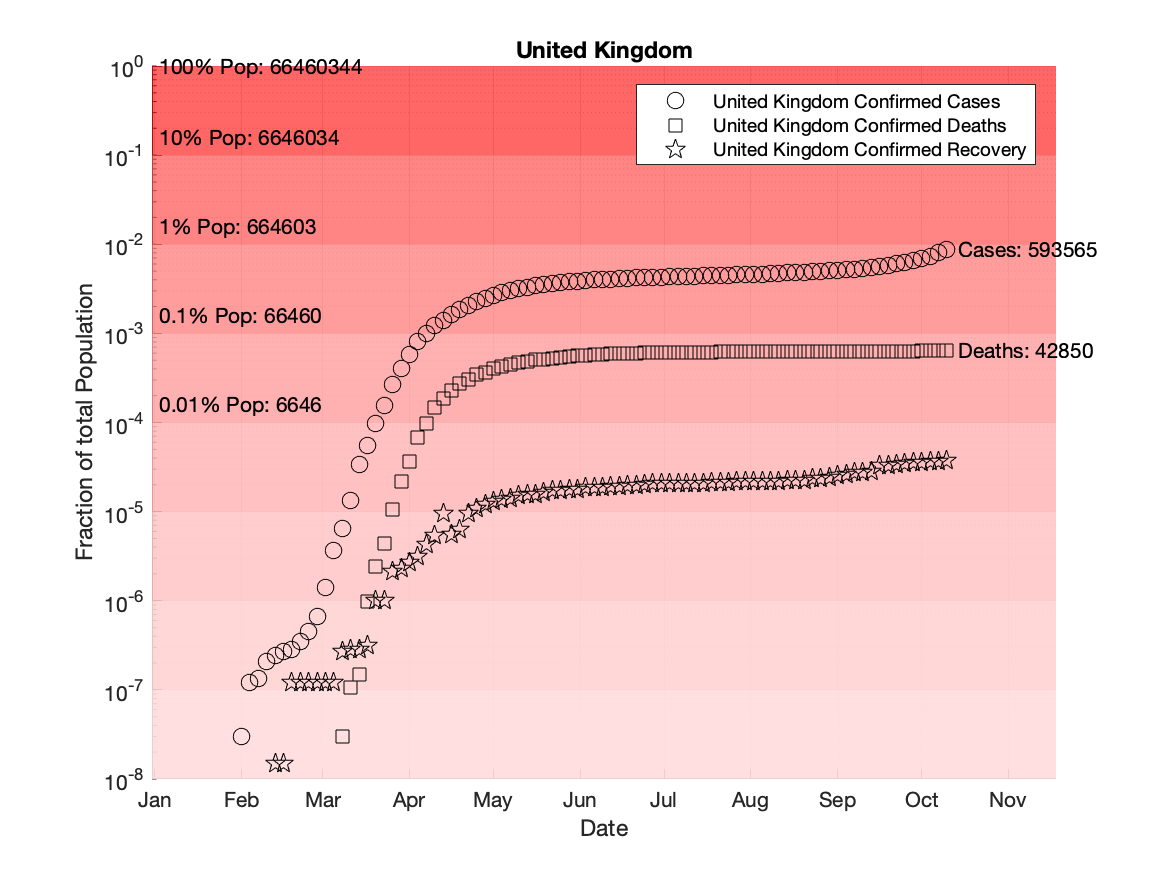 United Kingdom
10^0
100% Pop: 66460344
United Kingdom Confirmed Cases
United Kingdom Confirmed Deaths
United Kingdom Confirmed Recovery
10% Pop: 6646034
10^-1
1% Pop: 664603
10^-2
Cases: 593565
0.1% Pop: 66460
10^-3
Deaths: 42850
0.01% Pop: 6646
10^-4
10^-5
10^-6
10^-7
10^-8
Fraction of total Population
Jan Feb Mar Apr May Jun Jul Aug Sep Oct Nov
Date